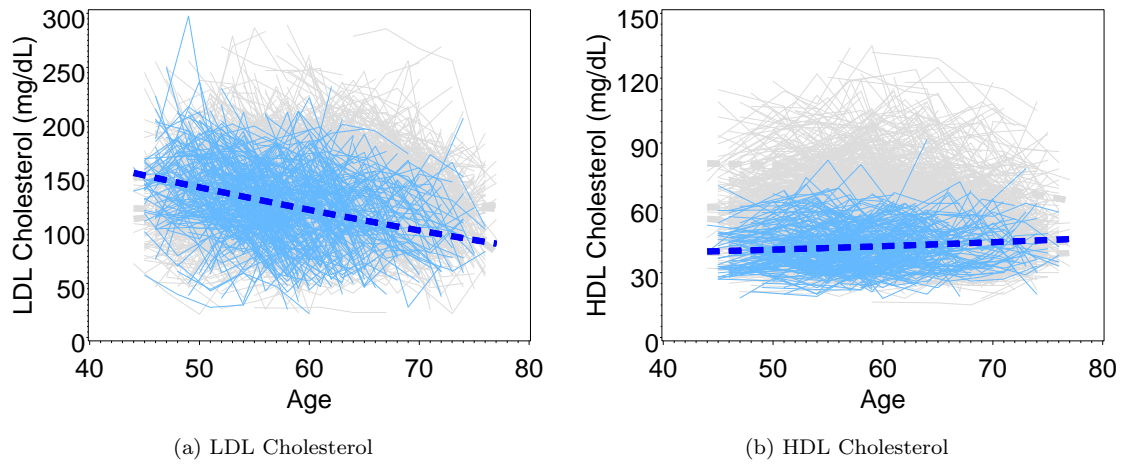 LDL Cholesterol (mg/dL)
300
250
200
150
100
50
0
40 50 60 70 80
Age
(a) LDL Cholesterol
HDL Cholesterol (mg/dL)
150
120
90
60
30
0
40 50 60 70 80
Age
(b) HDL Cholesterol